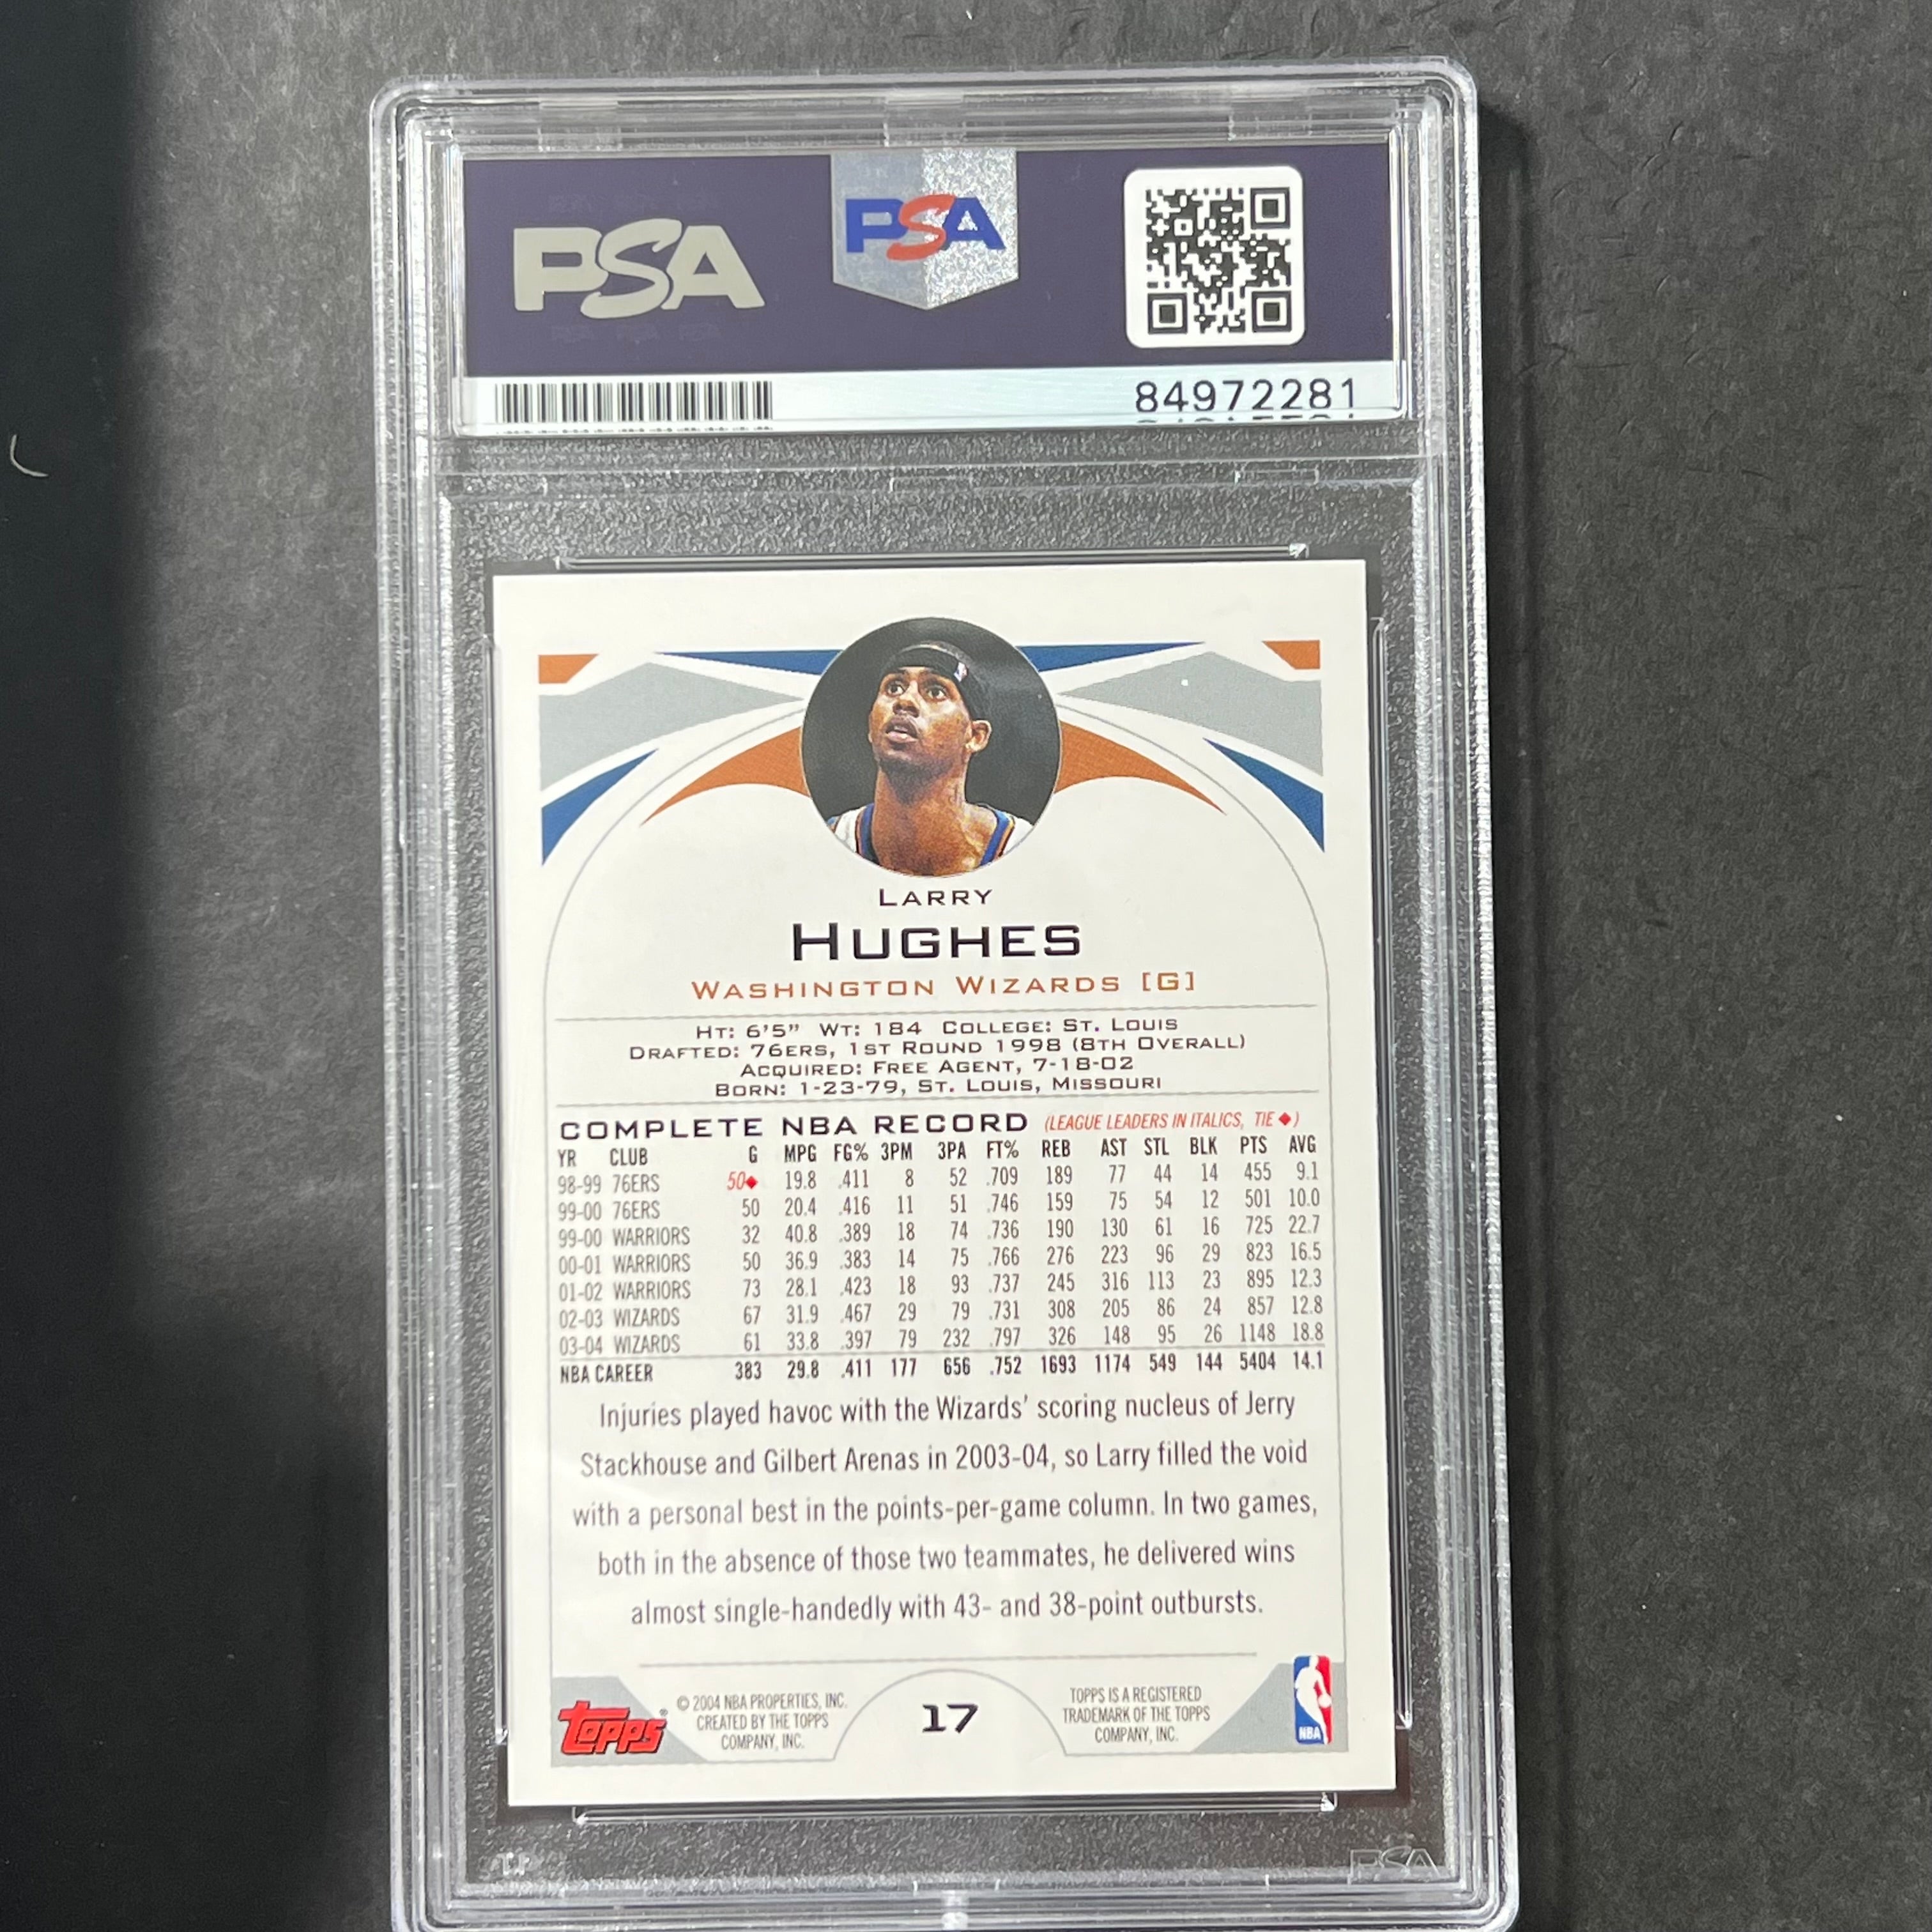 PSA
PSA
84972281
LARRY
HUGHES
WASHINGTON WIZARDS [G]
HT: 6'5" WT: 184 COLLEGE: ST. LOUIS
DRAFTED: 76ERS, 1ST ROUND 1998 (8TH OVERALL)
ACQUIRED: FREE AGENT, 7-18-02
BORN: 1-23-79, ST. LOUIS, MISSOURI
COMPLETE NBA RECORD (LEAGUE LEADERS IN ITALICS, TIE ♦)
YR CLUB G MPG FG% 3PM 3PA FT% REB AST STL BLK PTS AVG
98-99 76ERS 50♦ 19.8 .411 8 52 .709 189 77 44 14 455 9.1
99-00 76ERS 50 20.4 .416 11 51 .746 159 75 54 12 501 10.0
99-00 WARRIORS 32 40.8 .389 18 74 .736 190 130 61 16 725 22.7
00-01 WARRIORS 50 36.9 .383 14 75 .766 276 223 96 29 823 16.5
01-02 WARRIORS 73 28.1 .423 18 93 .737 245 316 113 23 895 12.3
02-03 WIZARDS 67 31.9 .467 29 79 .731 308 205 86 24 857 12.8
03-04 WIZARDS 61 33.8 .397 79 232 .797 326 148 95 26 1148 18.8
NBA CAREER 383 29.8 .411 177 656 .752 1693 1174 549 144 5404 14.1
Injuries played havoc with the Wizards' scoring nucleus of Jerry
Stackhouse and Gilbert Arenas in 2003-04, so Larry filled the void
with a personal best in the points-per-game column. In two games,
both in the absence of those two teammates, he delivered wins
almost single-handedly with 43- and 38-point outbursts.
topps®
© 2004 NBA PROPERTIES, INC.
CREATED BY THE TOPPS
COMPANY, INC.
17
TOPPS IS A REGISTERED
TRADEMARK OF THE TOPPS
COMPANY, INC.
NBA
PSA